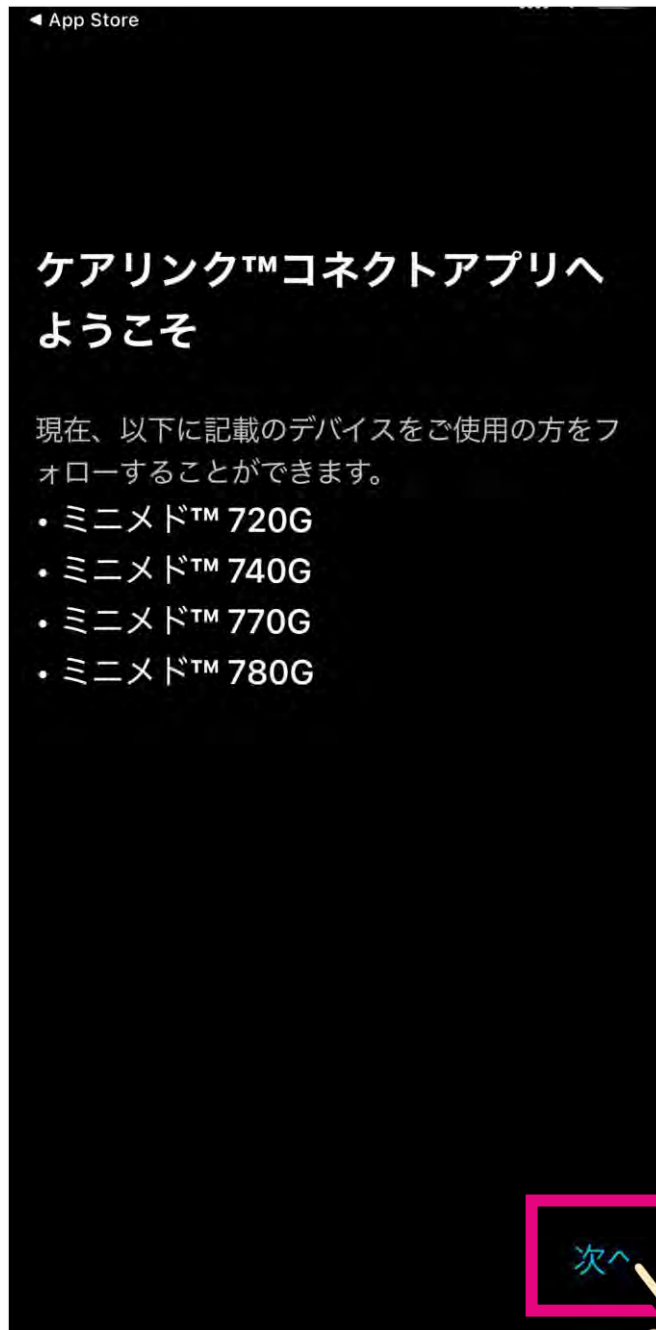 ◀ App Store
ケアリンク™コネクトアプリへ
ようこそ
現在、以下に記載のデバイスをご使用の方をフ
ォローすることができます。
• ミニメド™ 720G
• ミニメド™ 740G
• ミニメド™ 770G
• ミニメド™ 780G
次へ